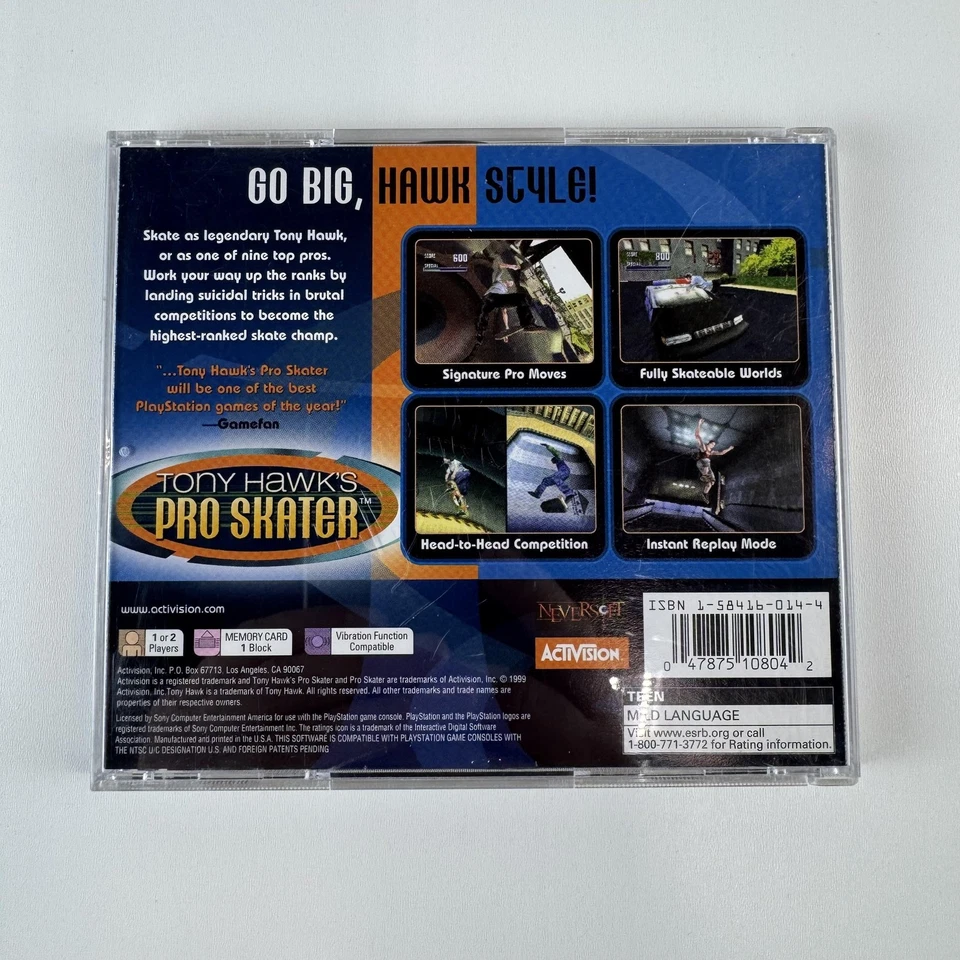 GO BIG, HAWK STYLE!
Skate as legendary Tony Hawk,
or as one of nine top pros.
Work your way up the ranks by
landing suicidal tricks in brutal
competitions to become the
highest-ranked skate champ.
"...Tony Hawk's Pro Skater
will be one of the best
PlayStation games of the year!"
—Gamefan
TONY HAWK'S
PRO SKATER™
SCORE 600
SPECIAL
Signature Pro Moves
SCORE 800
SPECIAL
Fully Skateable Worlds
Head-to-Head Competition
Instant Replay Mode
www.activision.com
1 or 2
Players
MEMORY CARD
1 Block
Vibration Function
Compatible
NEVERSOFT
ACTIVISION
ISBN 1-58416-014-4
0 47875 10804 2
Activision, Inc. P.O. Box 67713, Los Angeles, CA 90067
Activision is a registered trademark and Tony Hawk's Pro Skater and Pro Skater are trademarks of Activision, Inc. © 1999
Activision, Inc. Tony Hawk is a trademark of Tony Hawk. All rights reserved. All other trademarks and trade names are
properties of their respective owners.
Licensed by Sony Computer Entertainment America for use with the PlayStation game console. PlayStation and the PlayStation logos are
registered trademarks of Sony Computer Entertainment Inc. The ratings icon is a trademark of the Interactive Digital Software
Association. Manufactured and printed in the U.S.A. THIS SOFTWARE IS COMPATIBLE WITH PLAYSTATION GAME CONSOLES WITH
THE NTSC U/C DESIGNATION U.S. AND FOREIGN PATENTS PENDING
TEEN
MILD LANGUAGE
Visit www.esrb.org or call
1-800-771-3772 for Rating information.